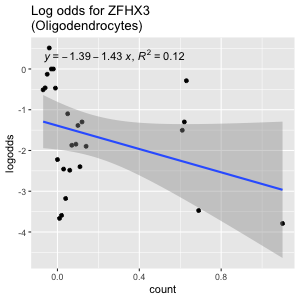 Log odds for ZFHX3
(Oligodendrocytes)
y = −1.39 − 1.43 x, R² = 0.12
0
-1
-2
-3
-4
logodds
0.0 0.4 0.8
count